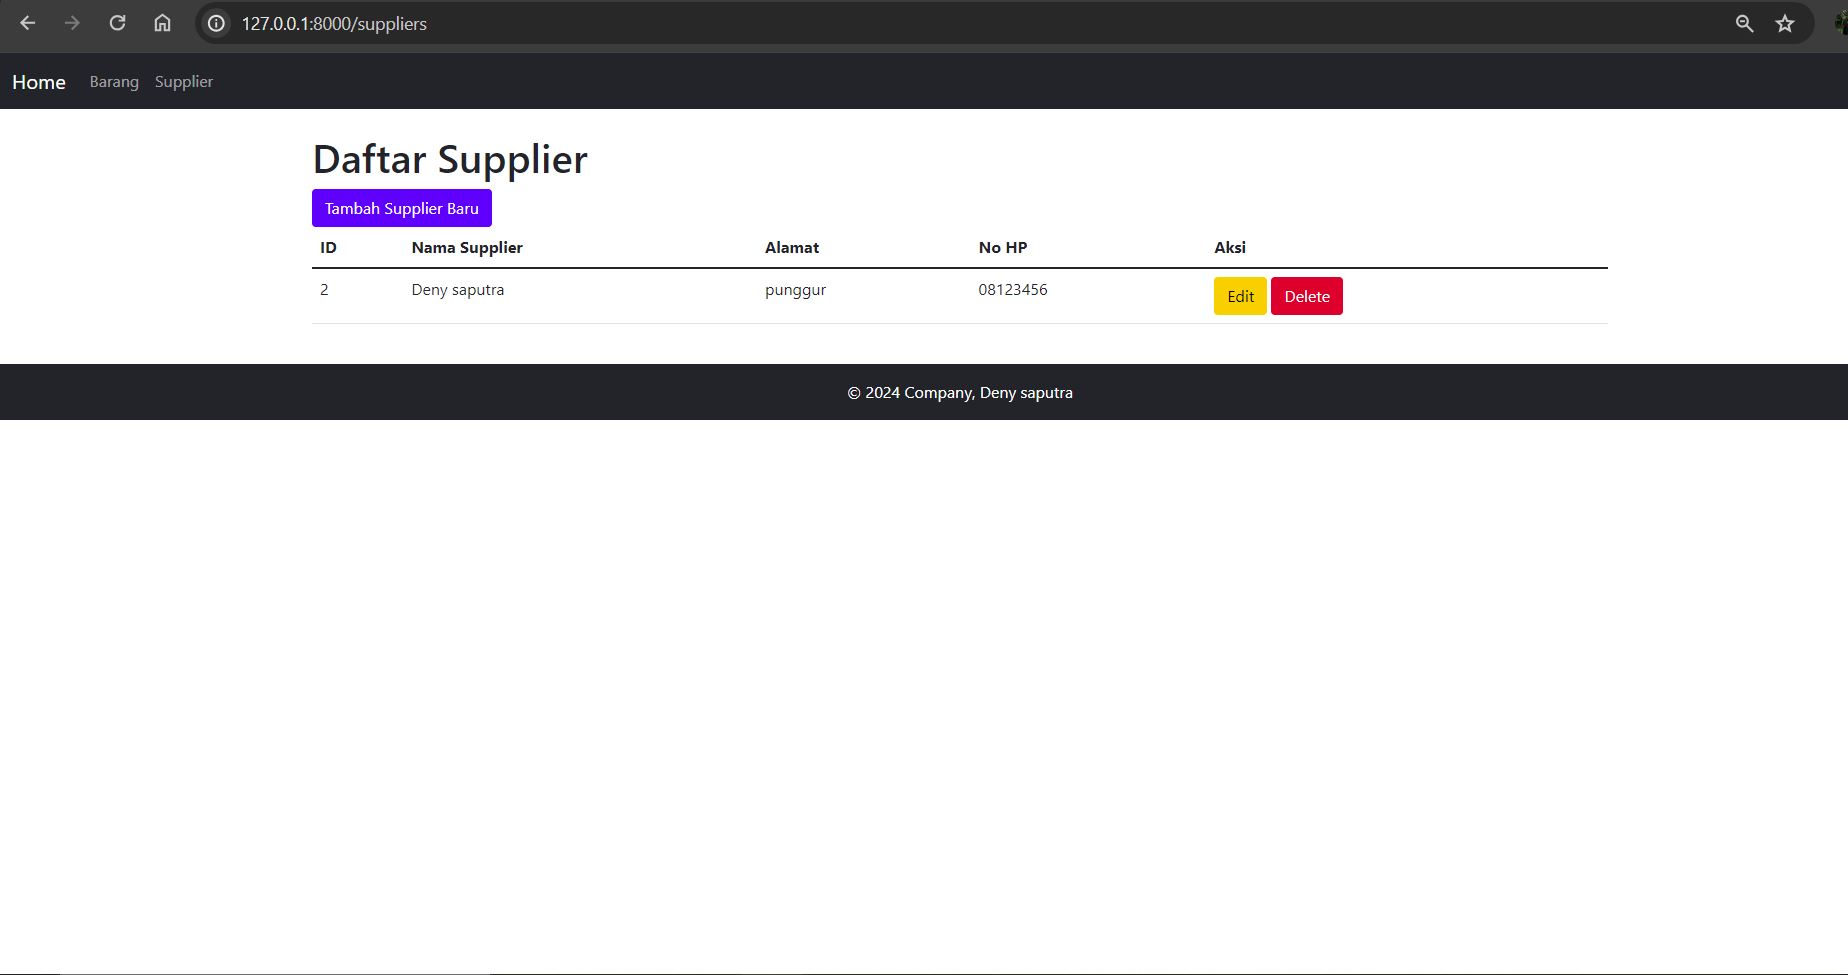 127.0.0.1:8000/suppliers
Home Barang Supplier
Daftar Supplier
Tambah Supplier Baru
ID Nama Supplier Alamat No HP Aksi
2 Deny saputra punggur 08123456 Edit Delete
© 2024 Company, Deny saputra